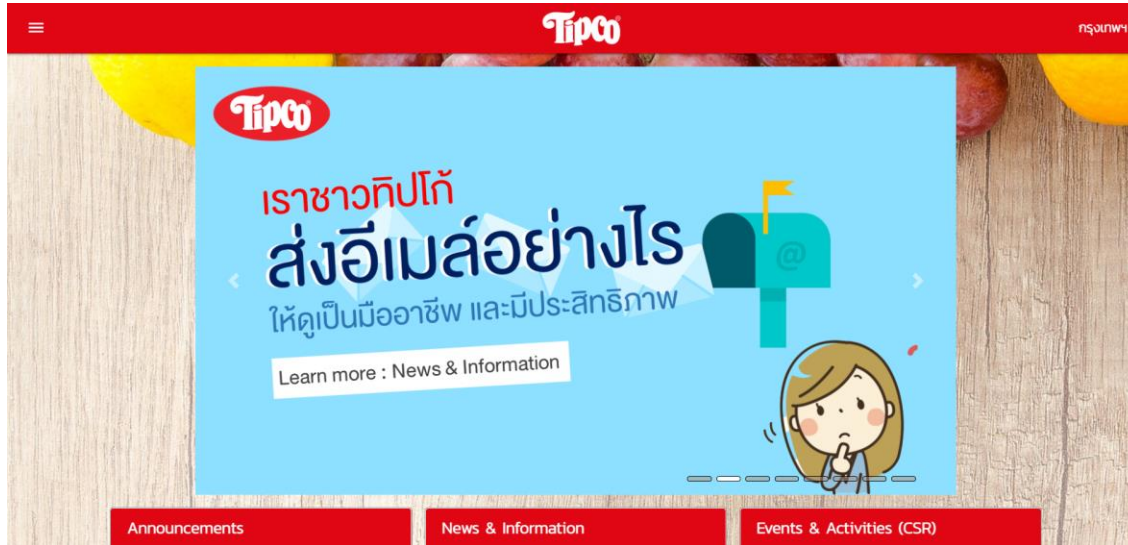 Tipco
กรุงเทพฯ
Tipco
เราชาวทิปโก้
ส่งอีเมล์อย่างไร
ให้ดูเป็นมืออาชีพ และมีประสิทธิภาพ
@
Learn more : News & Information
Announcements
News & Information
Events & Activities (CSR)